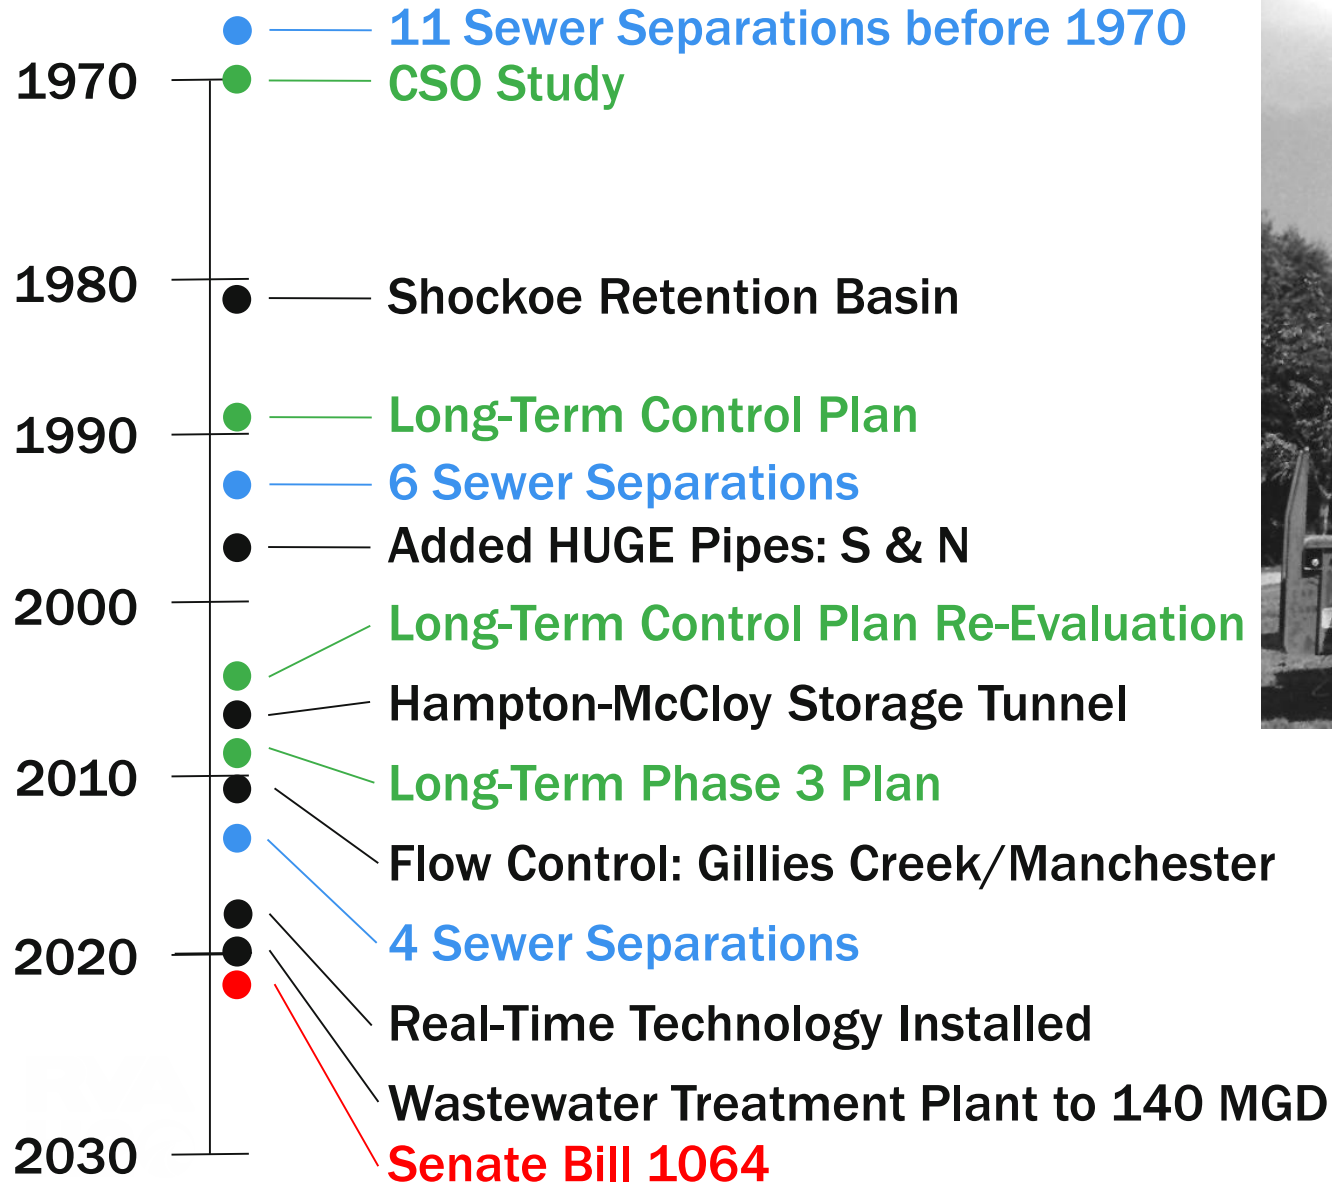 11 Sewer Separations before 1970
1970
CSO Study
1980
Shockoe Retention Basin
Long-Term Control Plan
1990
6 Sewer Separations
Added HUGE Pipes: S & N
2000
Long-Term Control Plan Re-Evaluation
Hampton-McCloy Storage Tunnel
2010
Long-Term Phase 3 Plan
Flow Control: Gillies Creek/Manchester
4 Sewer Separations
2020
Real-Time Technology Installed
Wastewater Treatment Plant to 140 MGD
2030
Senate Bill 1064